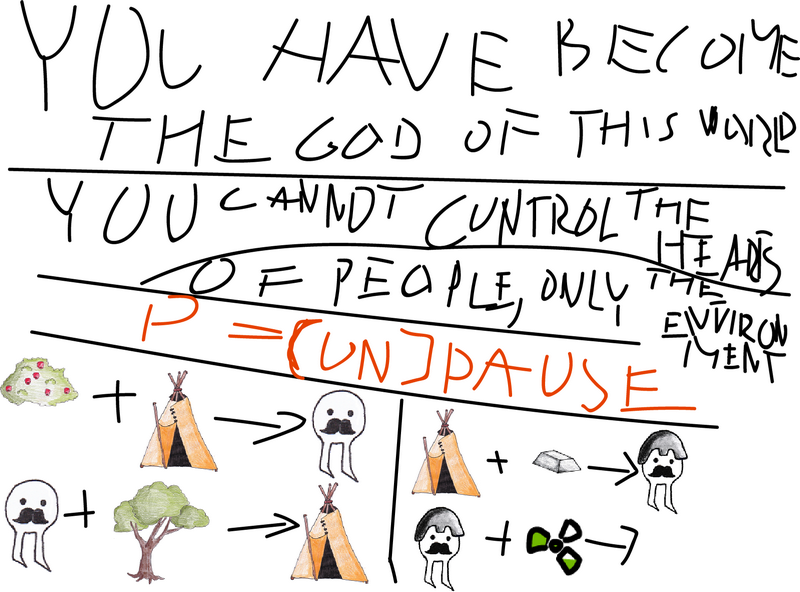 YOU HAVE BECOME
THE GOD OF THIS WORLD
YOU CANNOT CUNTROL THE HEADS
OF PEOPLE, ONLY THE ENVIRONMENT
P = (UN)PAUSE
+
+
+
+